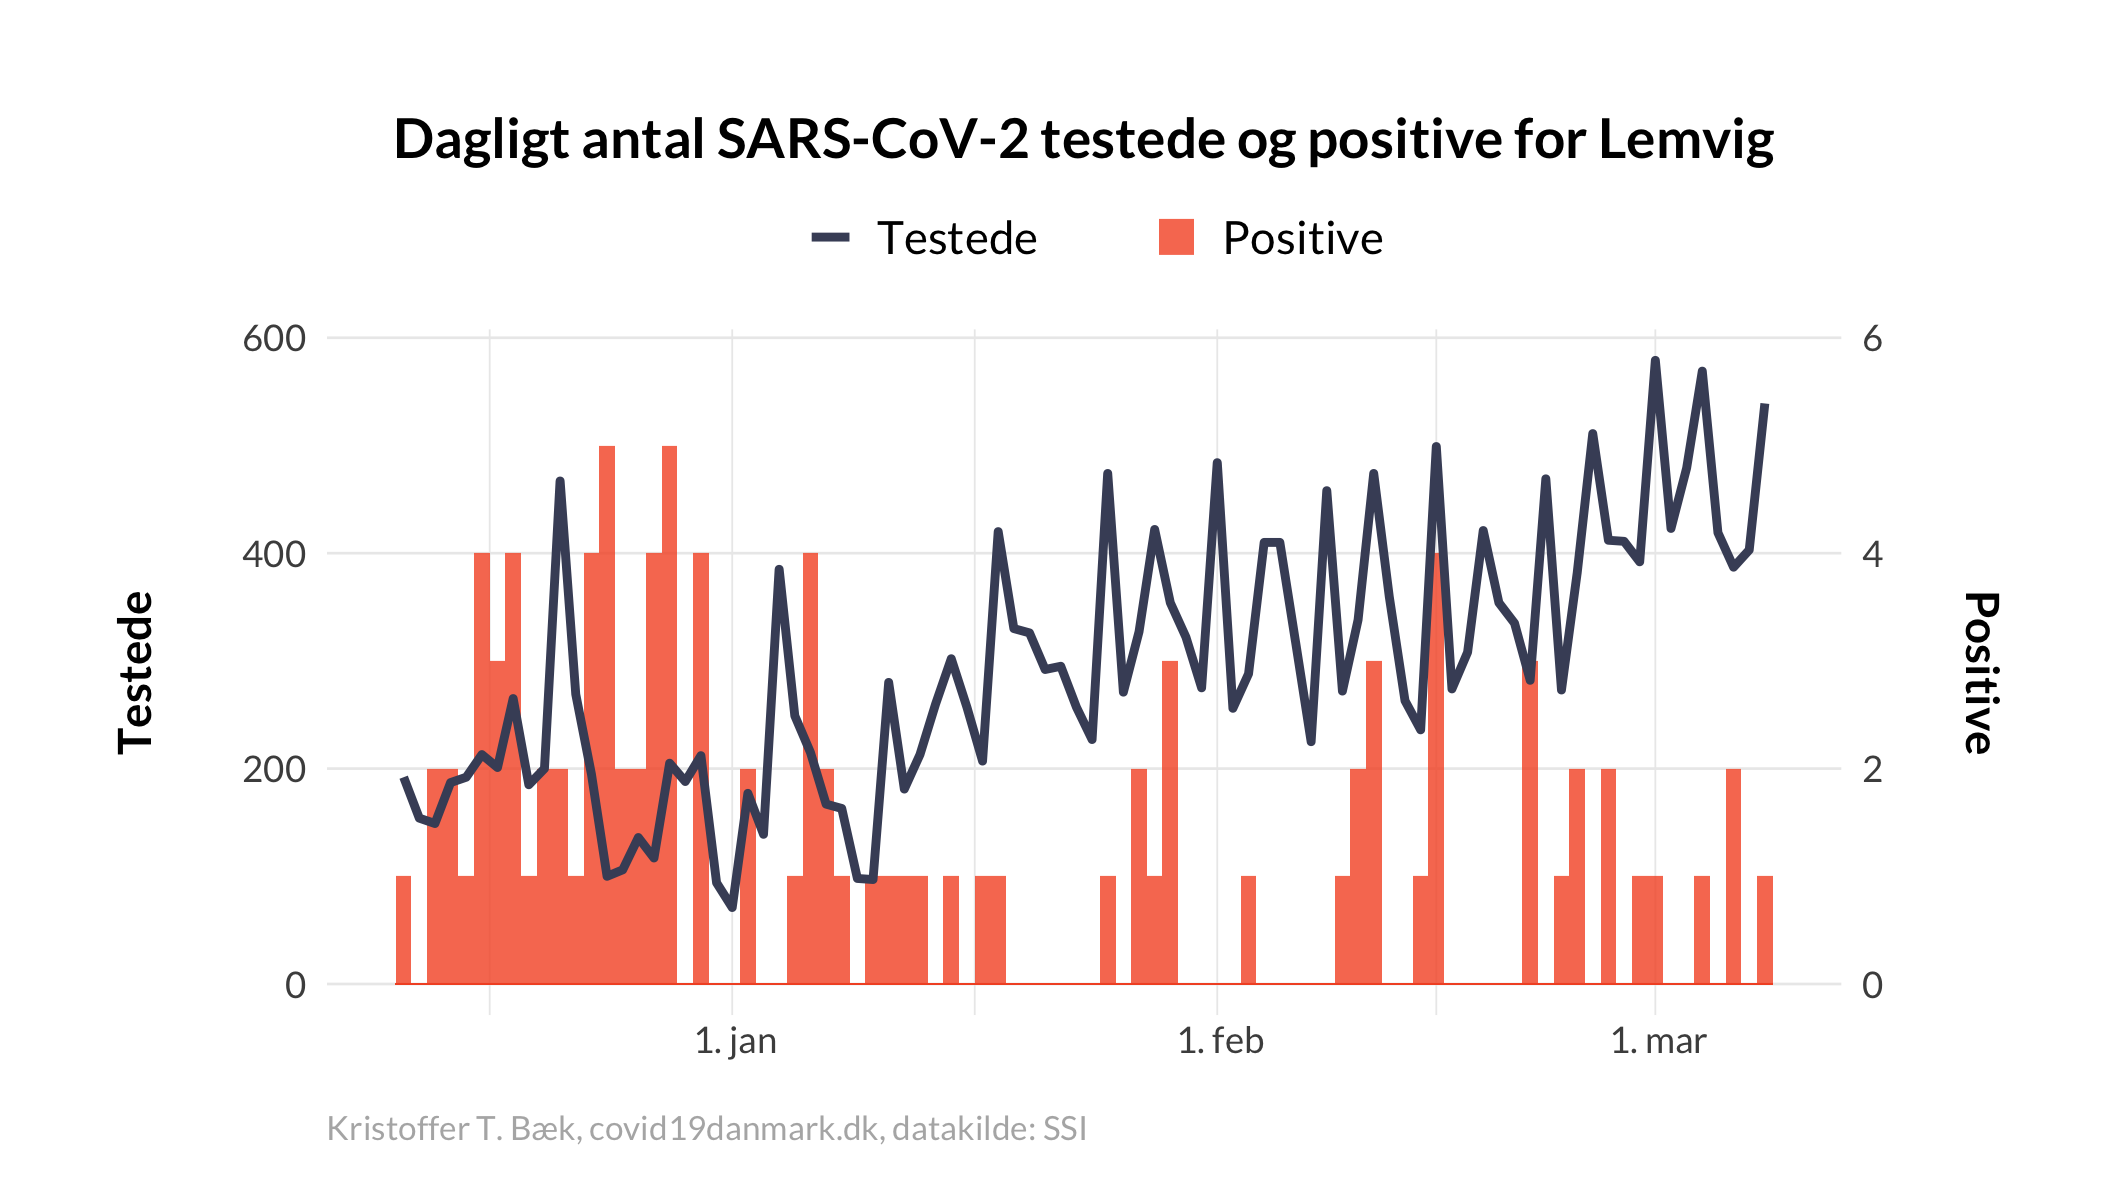 Dagligt antal SARS-CoV-2 testede og positive for Lemvig
Testede
Positive
600
400
200
0
6
4
2
0
Testede
Positive
1. jan
1. feb
1. mar
Kristoffer T. Bæk, covid19danmark.dk, datakilde: SSI